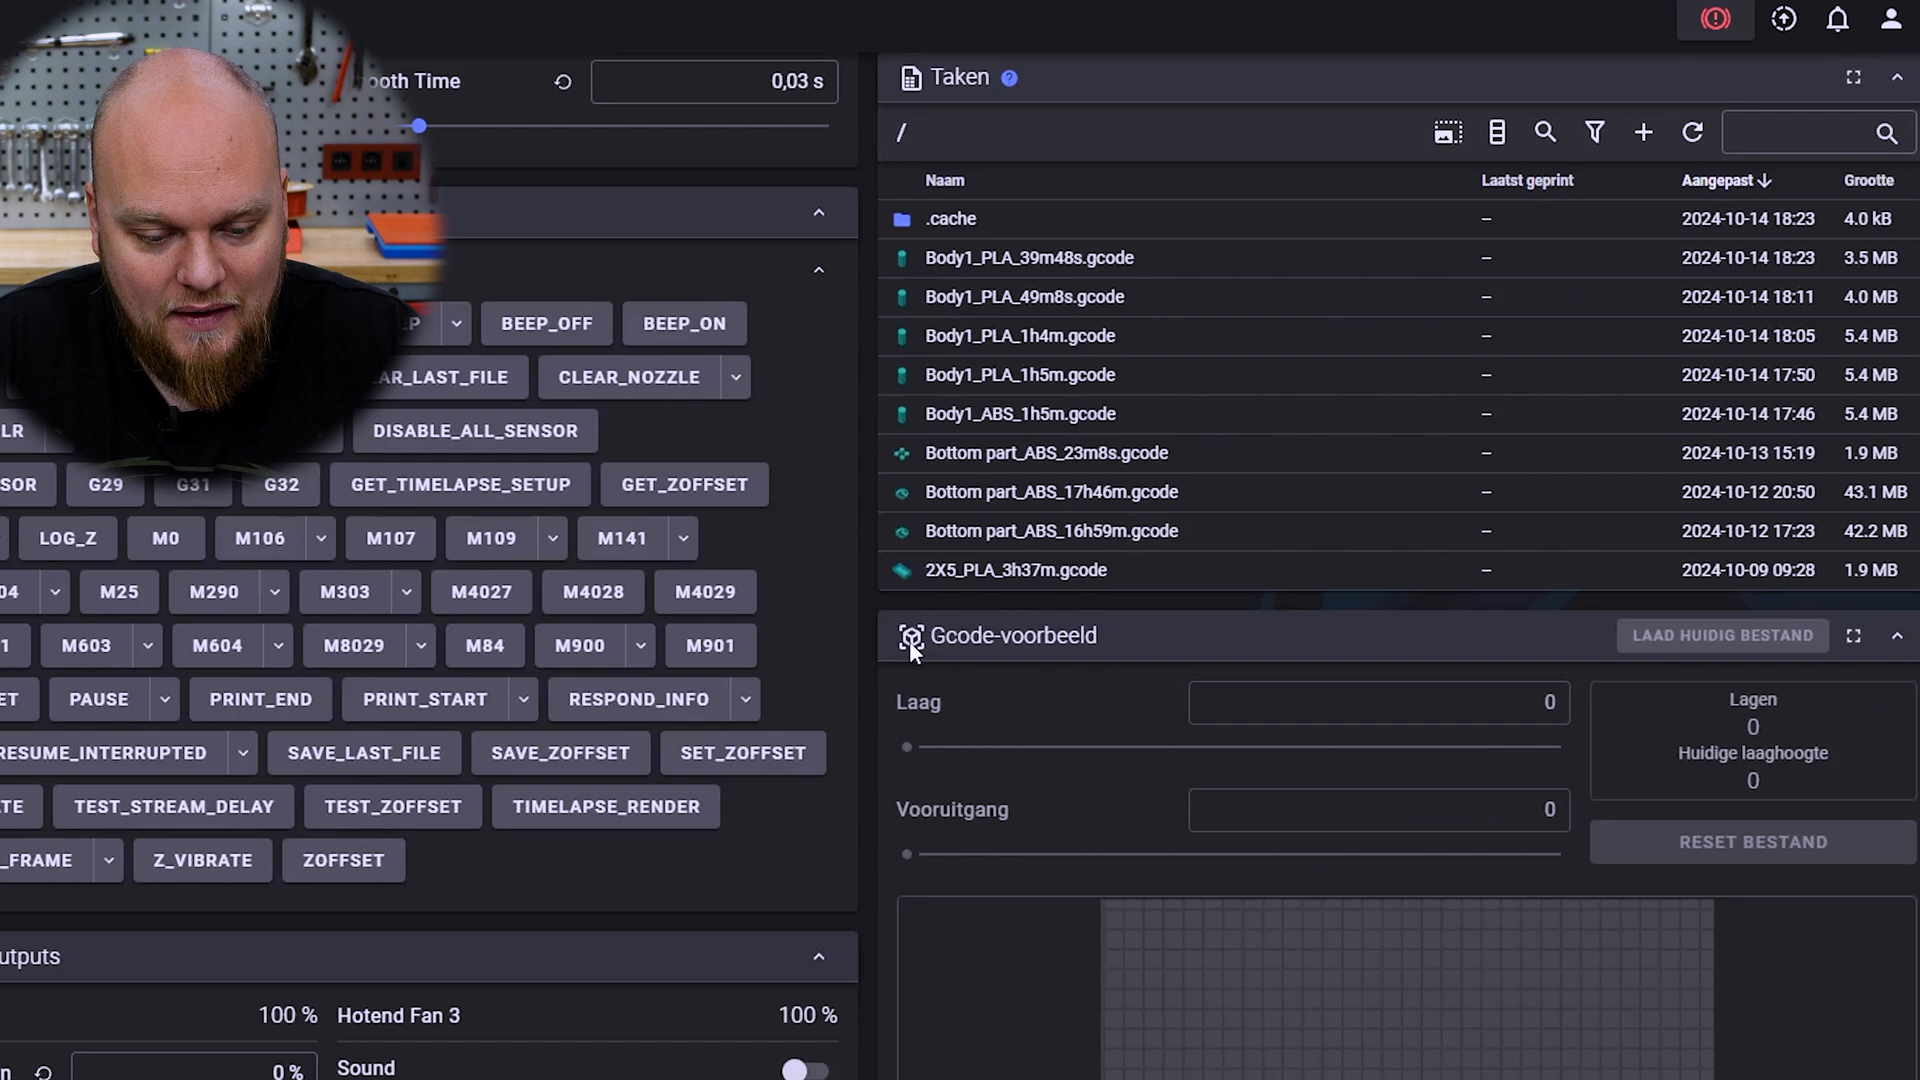 ooth Time 0,03 s
EP BEEP_OFF BEEP_ON
AR_LAST_FILE CLEAR_NOZZLE
LR DISABLE_ALL_SENSOR
SOR G29 G31 G32 GET_TIMELAPSE_SETUP GET_ZOFFSET
LOG_Z M0 M106 M107 M109 M141
04 M25 M290 M303 M4027 M4028 M4029
1 M603 M604 M8029 M84 M900 M901
ET PAUSE PRINT_END PRINT_START RESPOND_INFO
RESUME_INTERRUPTED SAVE_LAST_FILE SAVE_ZOFFSET SET_ZOFFSET
TE TEST_STREAM_DELAY TEST_ZOFFSET TIMELAPSE_RENDER
_FRAME Z_VIBRATE ZOFFSET
utputs
100 % Hotend Fan 3 100 %
n 0 % Sound
Taken ?
/
Naam Laatst geprint Aangepast Grootte
.cache – 2024-10-14 18:23 4.0 kB
Body1_PLA_39m48s.gcode – 2024-10-14 18:23 3.5 MB
Body1_PLA_49m8s.gcode – 2024-10-14 18:11 4.0 MB
Body1_PLA_1h4m.gcode – 2024-10-14 18:05 5.4 MB
Body1_PLA_1h5m.gcode – 2024-10-14 17:50 5.4 MB
Body1_ABS_1h5m.gcode – 2024-10-14 17:46 5.4 MB
Bottom part_ABS_23m8s.gcode – 2024-10-13 15:19 1.9 MB
Bottom part_ABS_17h46m.gcode – 2024-10-12 20:50 43.1 MB
Bottom part_ABS_16h59m.gcode – 2024-10-12 17:23 42.2 MB
2X5_PLA_3h37m.gcode – 2024-10-09 09:28 1.9 MB
Gcode-voorbeeld LAAD HUIDIG BESTAND
Laag 0
Lagen
0
Huidige laaghoogte
0
Vooruitgang 0
RESET BESTAND